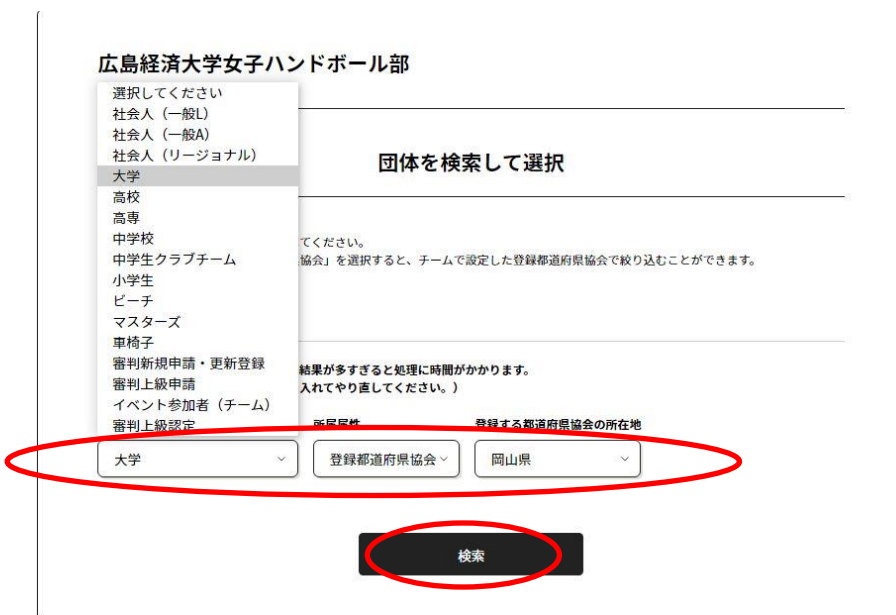 広島経済大学女子ハンドボール部
選択してください
社会人（一般L）
社会人（一般A）
社会人（リージョナル）
団体を検索して選択
大学
高校
高専
中学校
てください。
中学生クラブチーム
協会」を選択すると、チームで設定した登録都道府県協会で絞り込むことができます。
小学生
ビーチ
マスターズ
車椅子
審判新規申請・更新登録
結果が多すぎると処理に時間がかかります。
審判上級申請
入れてやり直してください。）
イベント参加者（チーム）
審判上級認定
所属属性
登録する都道府県協会の所在地
大学
登録都道府県協会
岡山県
検索